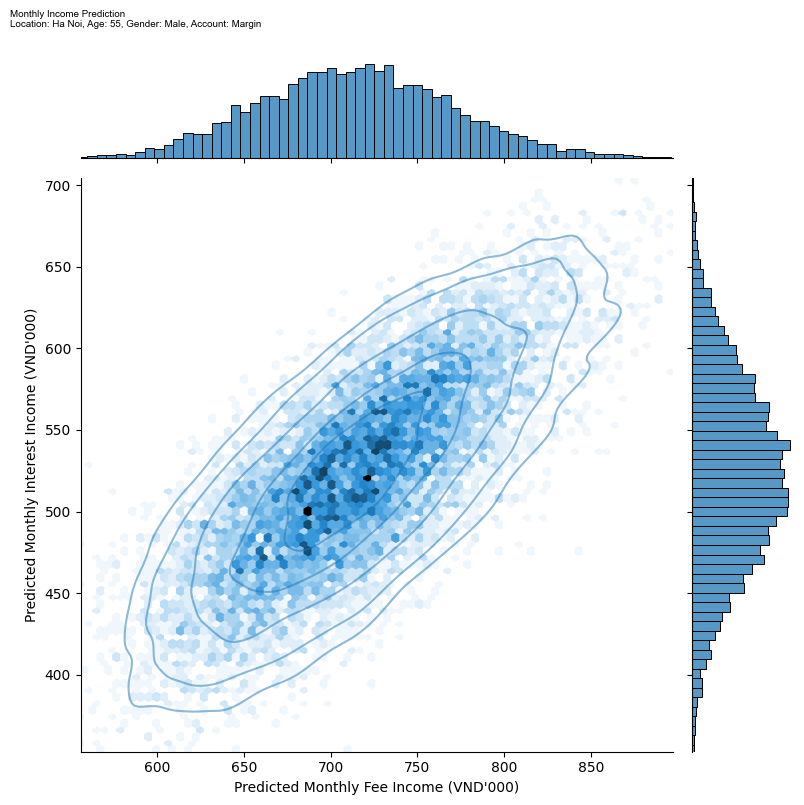 Monthly Income Prediction
Location: Ha Noi, Age: 55, Gender: Male, Account: Margin
700
650
600
550
500
450
400
Predicted Monthly Interest Income (VND'000)
600 650 700 750 800 850
Predicted Monthly Fee Income (VND'000)